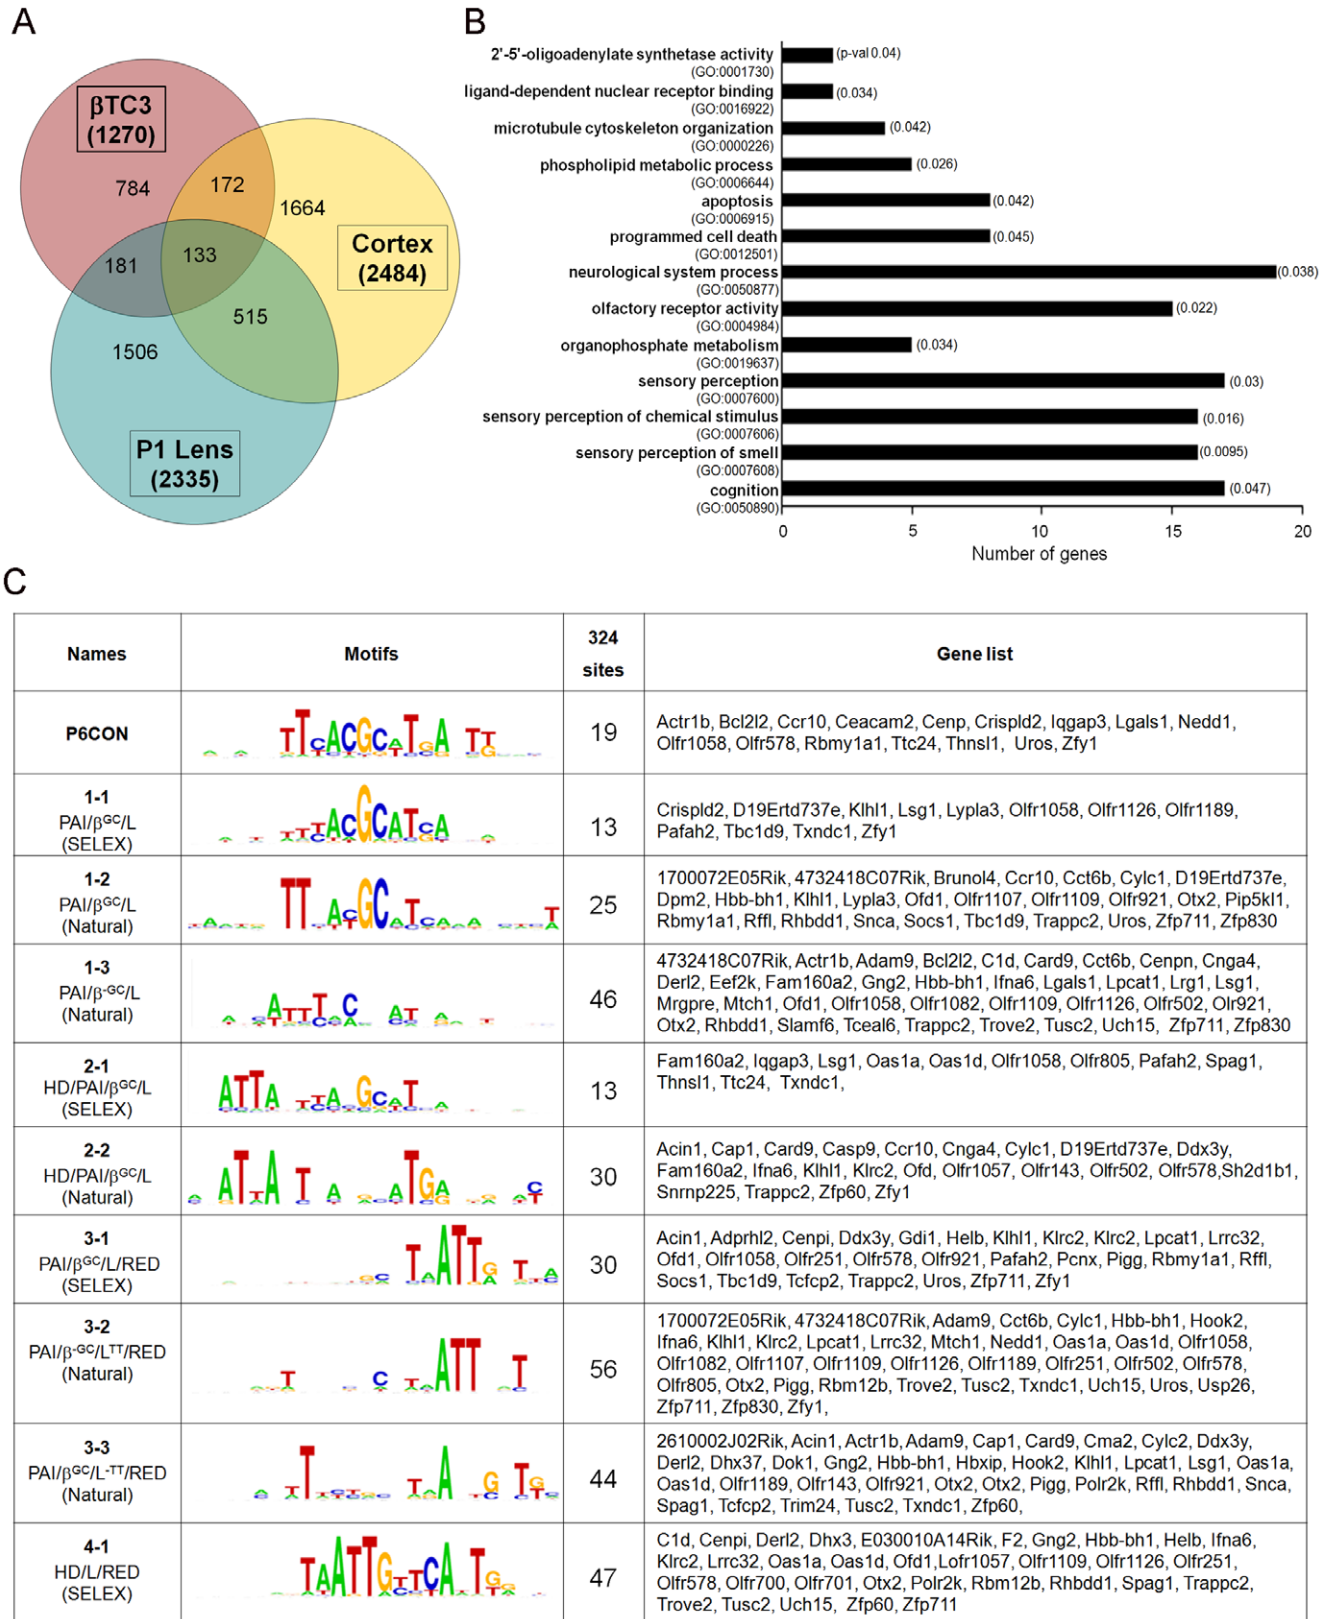 A
βTC3
(1270)
784
172
1664
Cortex
(2484)
181
133
515
1506
P1 Lens
(2335)
B
2'-5'-oligoadenylate synthetase activity (p-val 0.04)
(GO:0001730)
ligand-dependent nuclear receptor binding (0.034)
(GO:0016922)
microtubule cytoskeleton organization (0.042)
(GO:0000226)
phospholipid metabolic process (0.026)
(GO:0006644)
apoptosis (0.042)
(GO:0006915)
programmed cell death (0.045)
(GO:0012501)
neurological system process (0.038)
(GO:0050877)
olfactory receptor activity (0.022)
(GO:0004984)
organophosphate metabolism (0.034)
(GO:0019637)
sensory perception (0.03)
(GO:0007600)
sensory perception of chemical stimulus (0.016)
(GO:0007606)
sensory perception of smell (0.0095)
(GO:0007608)
cognition (0.047)
(GO:0050890)
0 5 10 15 20
Number of genes
C
Names Motifs 324 sites Gene list
P6CON
19
Actr1b, Bcl2l2, Ccr10, Ceacam2, Cenp, Crispld2, Iqgap3, Lgals1, Nedd1,
Olfr1058, Olfr578, Rbmy1a1, Ttc24, Thnsl1, Uros, Zfy1
1-1
PAI/βGC/L
(SELEX)
13
Crispld2, D19Ertd737e, Klhl1, Lsg1, Lypla3, Olfr1058, Olfr1126, Olfr1189,
Pafah2, Tbc1d9, Txndc1, Zfy1
1-2
PAI/βGC/L
(Natural)
25
1700072E05Rik, 4732418C07Rik, Brunol4, Ccr10, Cct6b, Cylc1, D19Ertd737e,
Dpm2, Hbb-bh1, Klhl1, Lypla3, Ofd1, Olfr1107, Olfr1109, Olfr921, Otx2, Pip5kl1,
Rbmy1a1, Rffl, Rhbdd1, Snca, Socs1, Tbc1d9, Trappc2, Uros, Zfp711, Zfp830
1-3
PAI/β-GC/L
(Natural)
46
4732418C07Rik, Actr1b, Adam9, Bcl2l2, C1d, Card9, Cct6b, Cenpn, Cnga4,
Derl2, Eef2k, Fam160a2, Gng2, Hbb-bh1, Ifna6, Lgals1, Lpcat1, Lrg1, Lsg1,
Mrgpre, Mtch1, Ofd1, Olfr1058, Olfr1082, Olfr1109, Olfr1126, Olfr502, Olr921,
Otx2, Rhbdd1, Slamf6, Tceal6, Trappc2, Trove2, Tusc2, Uch15, Zfp711, Zfp830
2-1
HD/PAI/βGC/L
(SELEX)
13
Fam160a2, Iqgap3, Lsg1, Oas1a, Oas1d, Olfr1058, Olfr805, Pafah2, Spag1,
Thnsl1, Ttc24, Txndc1,
2-2
HD/PAI/βGC/L
(Natural)
30
Acin1, Cap1, Card9, Casp9, Ccr10, Cnga4, Cylc1, D19Ertd737e, Ddx3y,
Fam160a2, Ifna6, Klhl1, Klrc2, Ofd, Olfr1057, Olfr143, Olfr502, Olfr578,Sh2d1b1,
Snrnp225, Trappc2, Zfp60, Zfy1
3-1
PAI/βGC/L/RED
(SELEX)
30
Acin1, Adprhl2, Cenpi, Ddx3y, Gdi1, Helb, Klhl1, Klrc2, Klrc2, Lpcat1, Lrrc32,
Ofd1, Olfr1058, Olfr251, Olfr578, Olfr921, Pafah2, Pcnx, Pigg, Rbmy1a1, Rffl,
Socs1, Tbc1d9, Tcfcp2, Trappc2, Uros, Zfp711, Zfy1
3-2
PAI/β-GC/LTT/RED
(Natural)
56
1700072E05Rik, 4732418C07Rik, Adam9, Cct6b, Cylc1, Hbb-bh1, Hook2,
Ifna6, Klhl1, Klrc2, Lpcat1, Lrrc32, Mtch1, Nedd1, Oas1a, Oas1d, Olfr1058,
Olfr1082, Olfr1107, Olfr1109, Olfr1126, Olfr1189, Olfr251, Olfr502, Olfr578,
Olfr805, Otx2, Pigg, Rbm12b, Trove2, Tusc2, Txndc1, Uch15, Uros, Usp26,
Zfp711, Zfp830, Zfy1,
3-3
PAI/βGC/L-TT/RED
(Natural)
44
2610002J02Rik, Acin1, Actr1b, Adam9, Cap1, Card9, Cma2, Cylc2, Ddx3y,
Derl2, Dhx37, Dok1, Gng2, Hbb-bh1, Hbxip, Hook2, Klhl1, Lpcat1, Lsg1, Oas1a,
Oas1d, Olfr1189, Olfr143, Olfr921, Otx2, Otx2, Pigg, Polr2k, Rffl, Rhbdd1, Snca,
Spag1, Tcfcp2, Trim24, Tusc2, Txndc1, Zfp60,
4-1
HD/L/RED
(SELEX)
47
C1d, Cenpi, Derl2, Dhx3, E030010A14Rik, F2, Gng2, Hbb-bh1, Helb, Ifna6,
Klrc2, Lrrc32, Oas1a, Oas1d, Ofd1,Lofr1057, Olfr1109, Olfr1126, Olfr251,
Olfr578, Olfr700, Olfr701, Otx2, Polr2k, Rbm12b, Rhbdd1, Spag1, Trappc2,
Trove2, Tusc2, Uch15, Zfp60, Zfp711